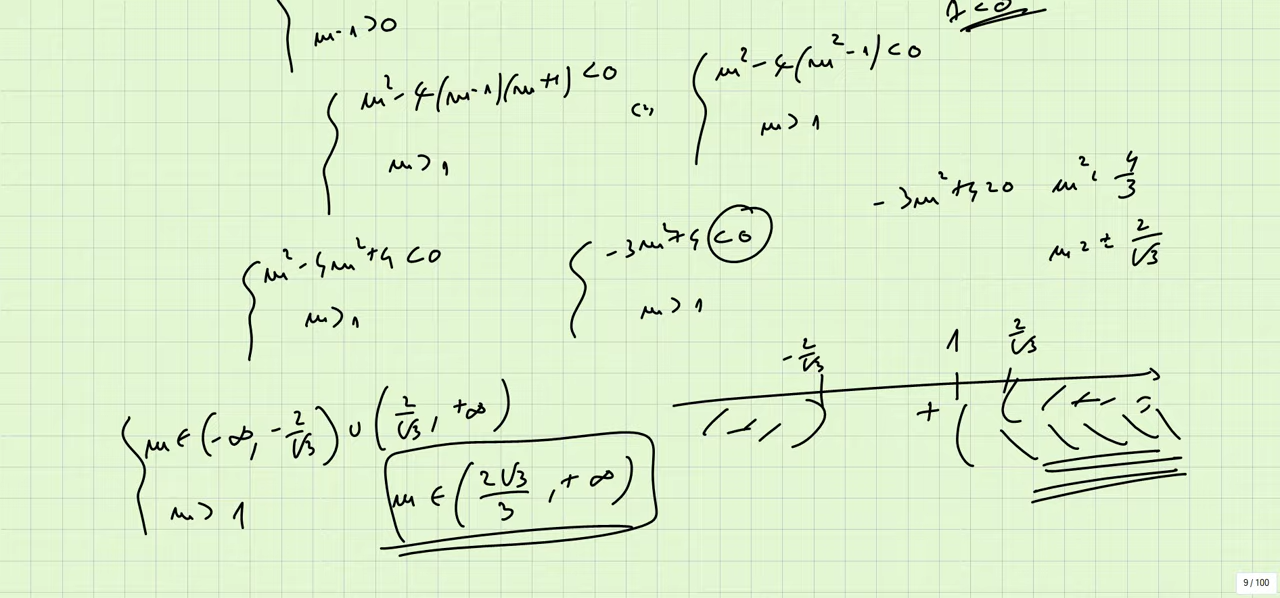 m-1>0
Δ<0
m²-4(m-1)(m+1)<0
m>1
m²-4(m²-1)<0
m>1
-3m²+4=0 m²= 4/3
m = ± 2/√3
m²-4m²+4<0
m>1
-3m²+4<0
m>1
-2/√3 1 2/√3
(-) + (-)
m∈(-∞,-2/√3)∪(2/√3,+∞)
m>1
m∈(2√3/3,+∞)
9 / 100